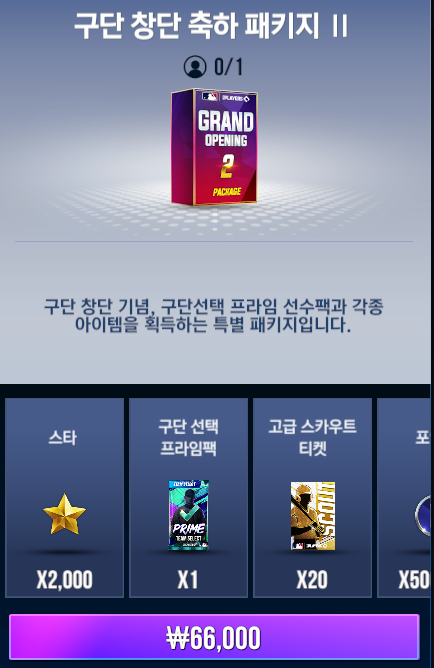 구단 창단 축하 패키지 II
0/1
PLAYERS
GRAND
OPENING
2
PACKAGE
구단 창단 기념, 구단선택 프라임 선수팩과 각종
아이템을 획득하는 특별 패키지입니다.
스타
구단 선택
프라임팩
고급 스카우트
티켓
포
PRIME
TEAM SELECT
SCOUT
X2,000
X1
X20
X50
₩66,000